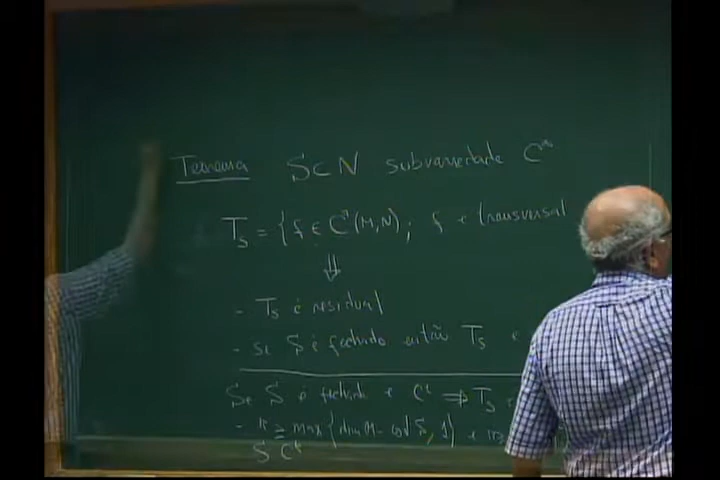 Teorema S ⊂ N subvariedade C^∞
T_S = { f ∈ C^∞(M,N); f é transversal
⇓
- T_S é residual
- Se S é fechado então T_S é
Se S é fechado e C^k ⟹ T_S
- k ≥ max{dim M - cod S, 1} e
S C^k